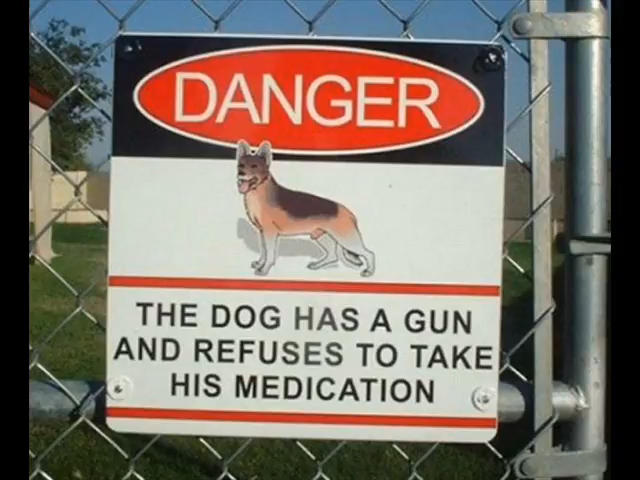 DANGER
THE DOG HAS A GUN
AND REFUSES TO TAKE
HIS MEDICATION